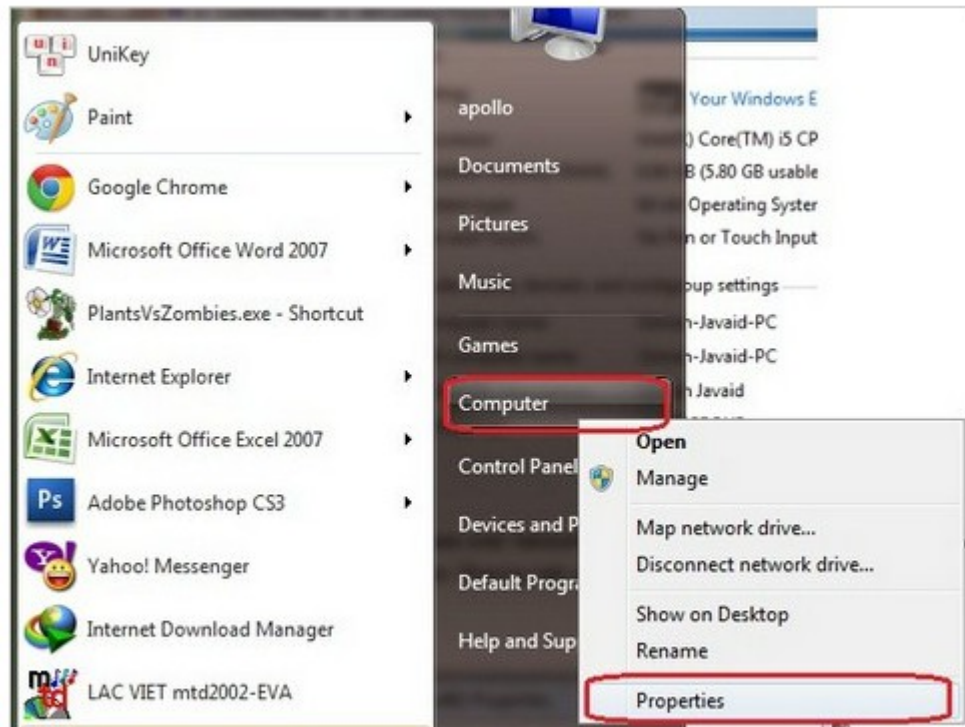 UniKey
Paint
Google Chrome
Microsoft Office Word 2007
PlantsVsZombies.exe - Shortcut
Internet Explorer
Microsoft Office Excel 2007
Ps
Adobe Photoshop CS3
Yahoo! Messenger
Internet Download Manager
LAC VIET mtd2002-EVA
apollo
Documents
Pictures
Music
Games
Computer
Control Panel
Devices and P
Default Progr
Help and Sup
Open
Manage
Map network drive...
Disconnect network drive...
Show on Desktop
Rename
Properties
Your Windows E
Core(TM) i5 CP
B (5.80 GB usable
Operating Syster
or Touch Input
settings
-Javaid-PC
-Javaid-PC
Javaid